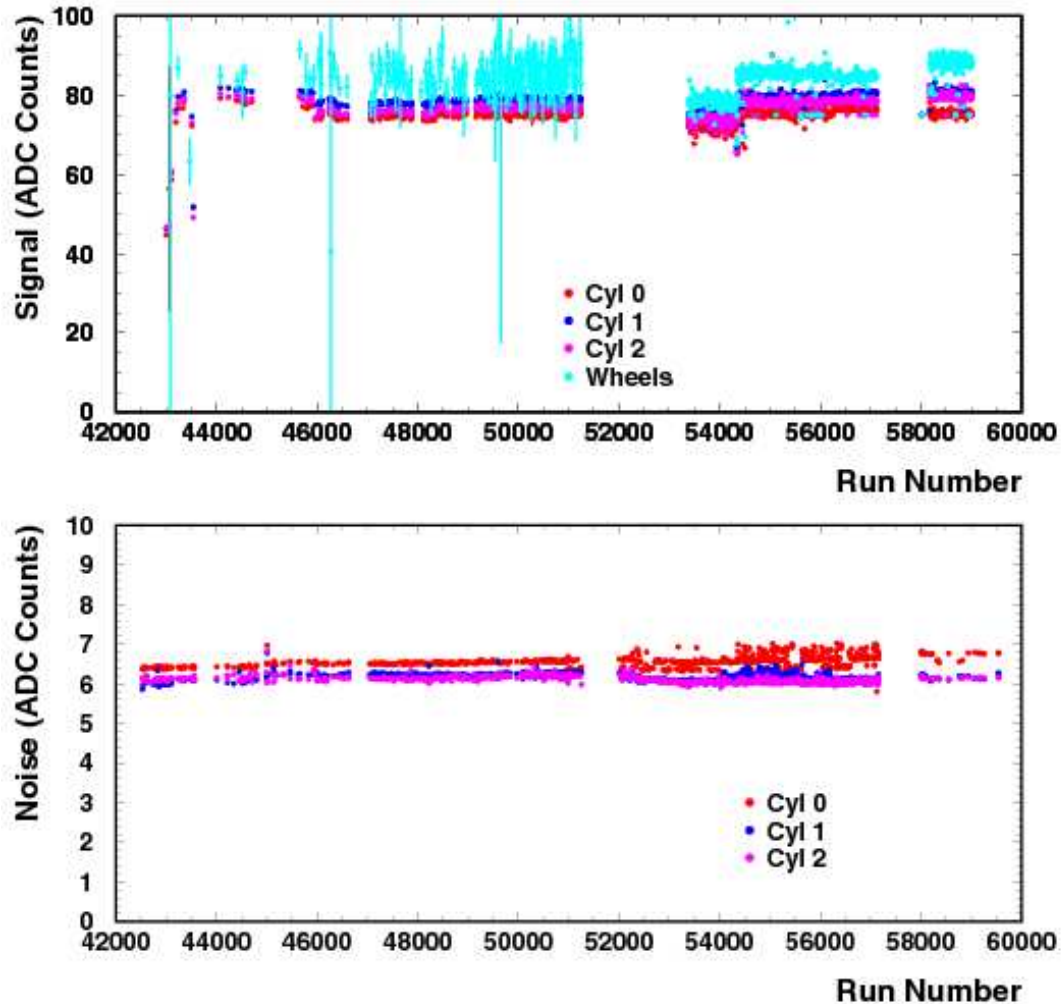 Signal (ADC Counts)
100
80
60
40
20
0
Cyl 0
Cyl 1
Cyl 2
Wheels
42000 44000 46000 48000 50000 52000 54000 56000 58000 60000
Run Number
Noise (ADC Counts)
10
9
8
7
6
5
4
3
2
1
0
Cyl 0
Cyl 1
Cyl 2
42000 44000 46000 48000 50000 52000 54000 56000 58000 60000
Run Number